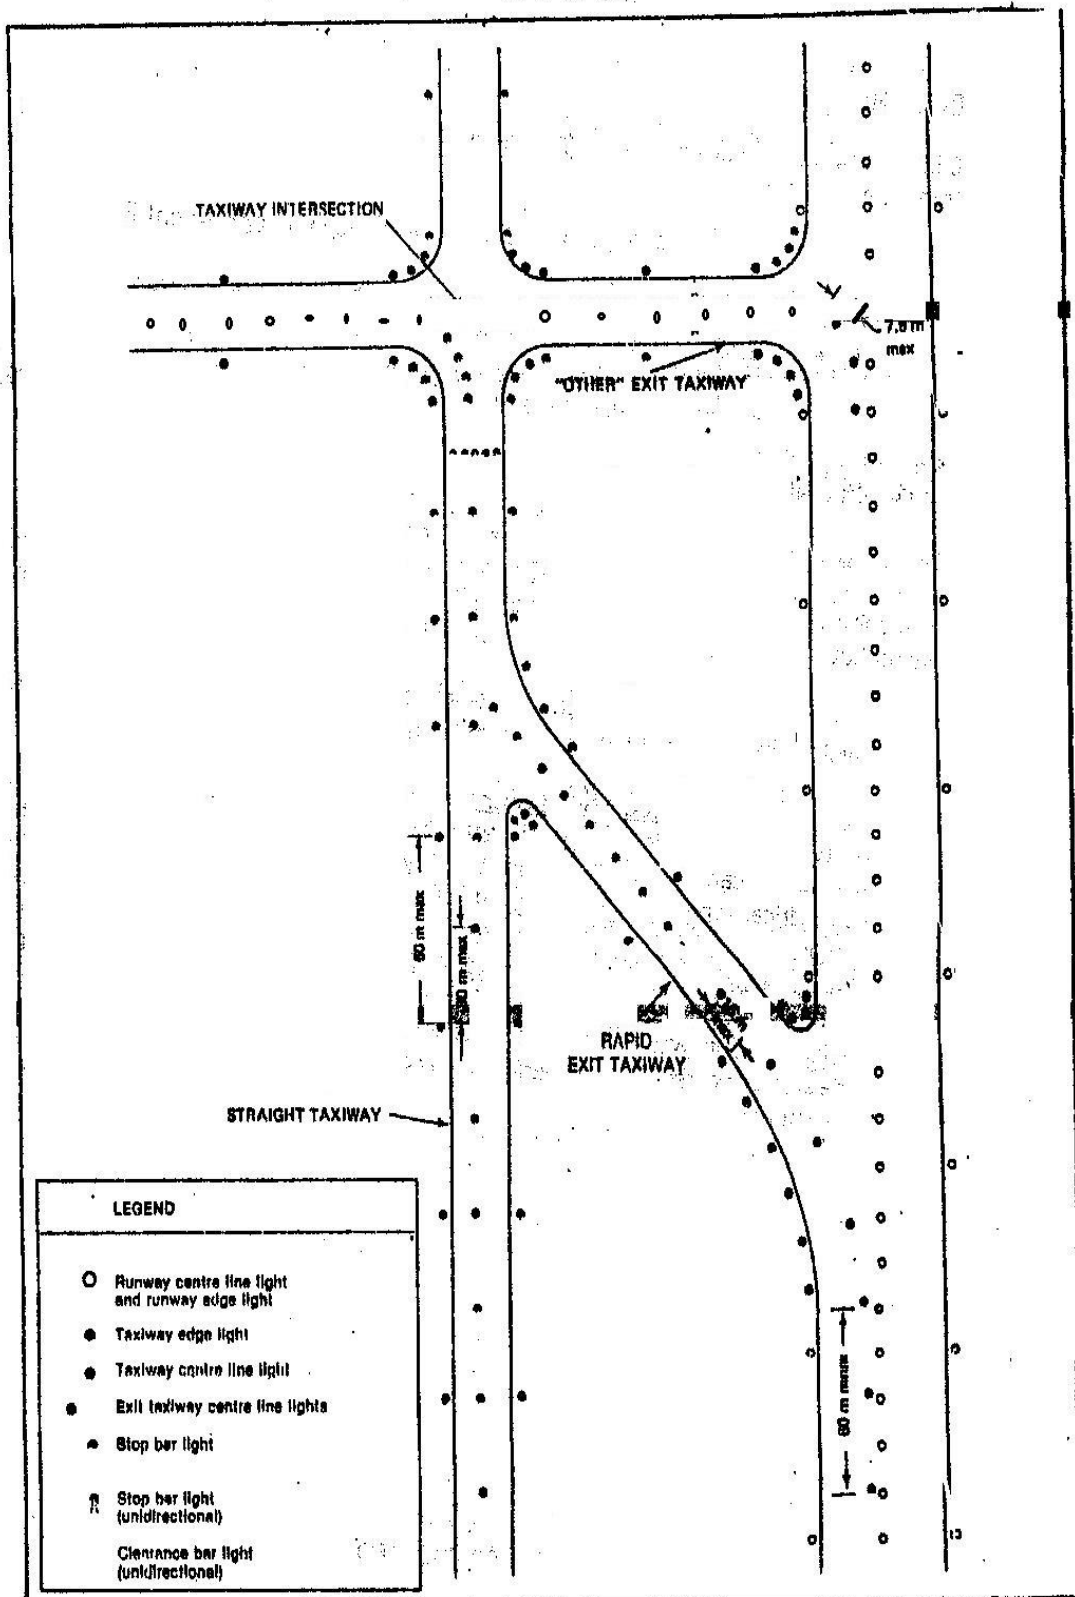 TAXIWAY INTERSECTION
7,5 m
max
"OTHER" EXIT TAXIWAY
60 m max
30 m max
RAPID
EXIT TAXIWAY
STRAIGHT TAXIWAY
60 m max
LEGEND
Runway centre line light
and runway edge light
Taxiway edge light
Taxiway centre line light
Exit taxiway centre line lights
Stop bar light
Stop bar light
(unidirectional)
Clearance bar light
(unidirectional)